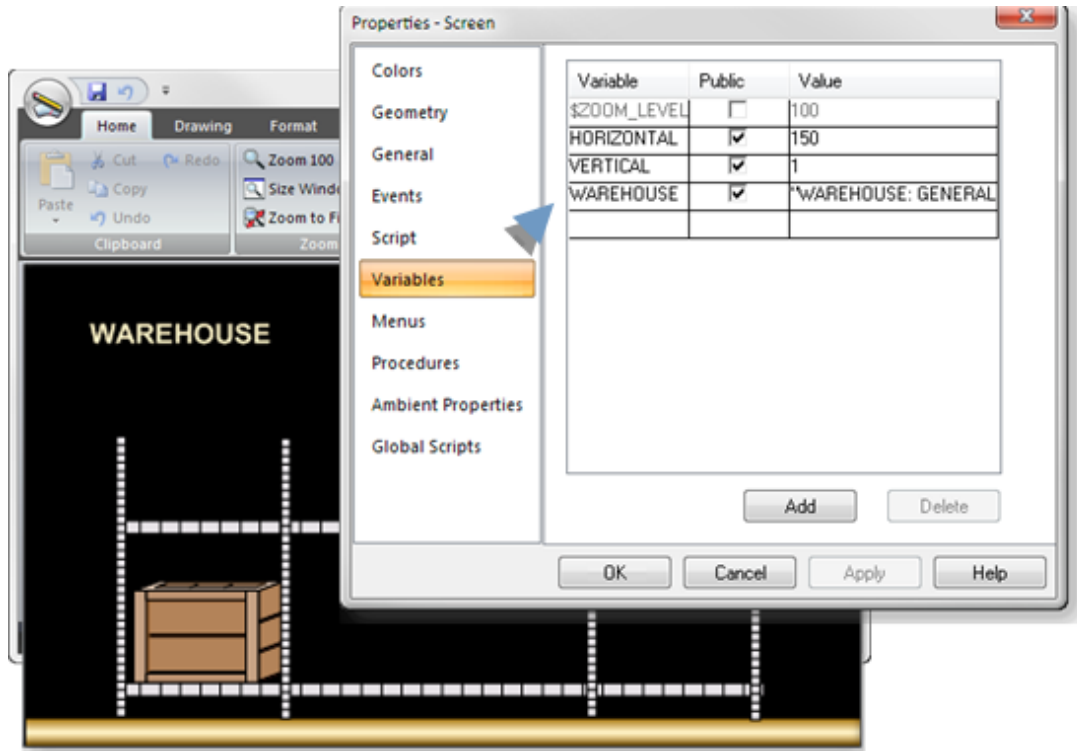 Properties - Screen
Colors
Geometry
General
Events
Script
Variables
Menus
Procedures
Ambient Properties
Global Scripts
Variable Public Value
$ZOOM_LEVEL 100
HORIZONTAL 150
VERTICAL 1
WAREHOUSE "WAREHOUSE: GENERAL
Add Delete
OK Cancel Apply Help
Home Drawing Format
Paste
Cut
Copy
Undo
Redo
Clipboard
Zoom 100
Size Windo
Zoom to Fi
Zoom
WAREHOUSE